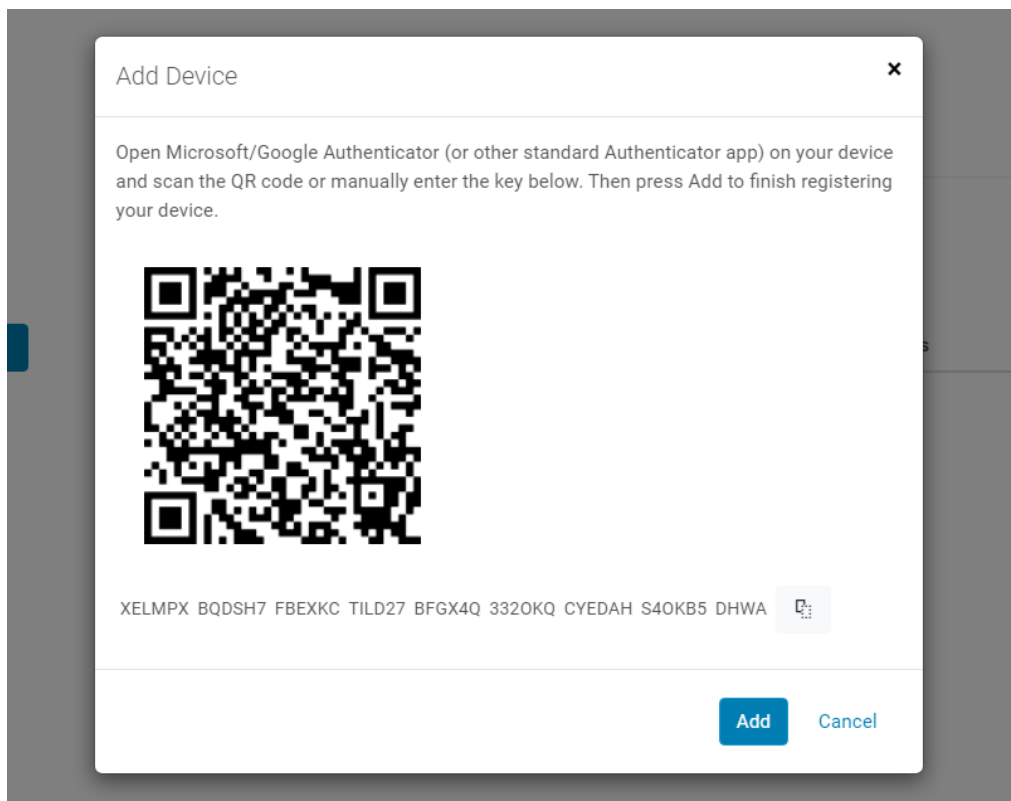 Add Device
×
Open Microsoft/Google Authenticator (or other standard Authenticator app) on your device
and scan the QR code or manually enter the key below. Then press Add to finish registering
your device.
s
XELMPX BQDSH7 FBEXKC TILD27 BFGX4Q 332OKQ CYEDAH S4OKB5 DHWA
Add Cancel